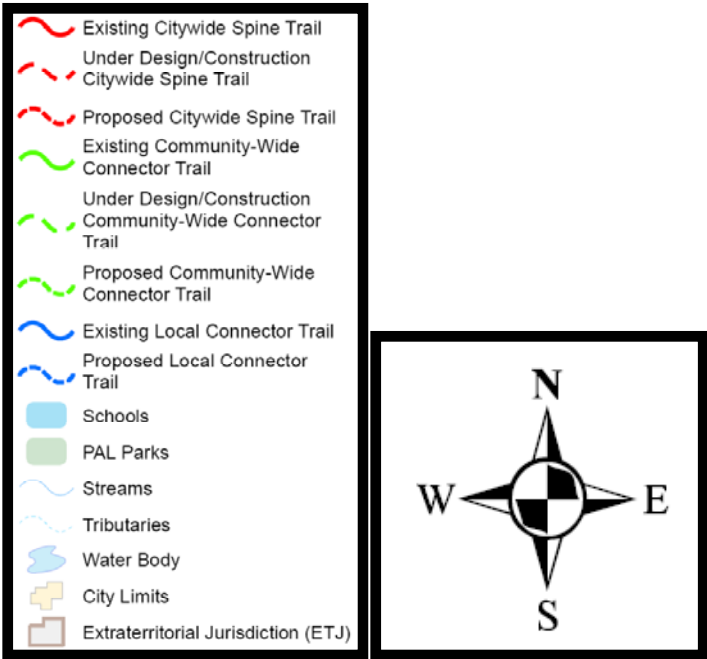 Existing Citywide Spine Trail
Under Design/Construction
Citywide Spine Trail
Proposed Citywide Spine Trail
Existing Community-Wide
Connector Trail
Under Design/Construction
Community-Wide Connector
Trail
Proposed Community-Wide
Connector Trail
Existing Local Connector Trail
Proposed Local Connector
Trail
Schools
PAL Parks
Streams
Tributaries
Water Body
City Limits
Extraterritorial Jurisdiction (ETJ)
N
W E
S